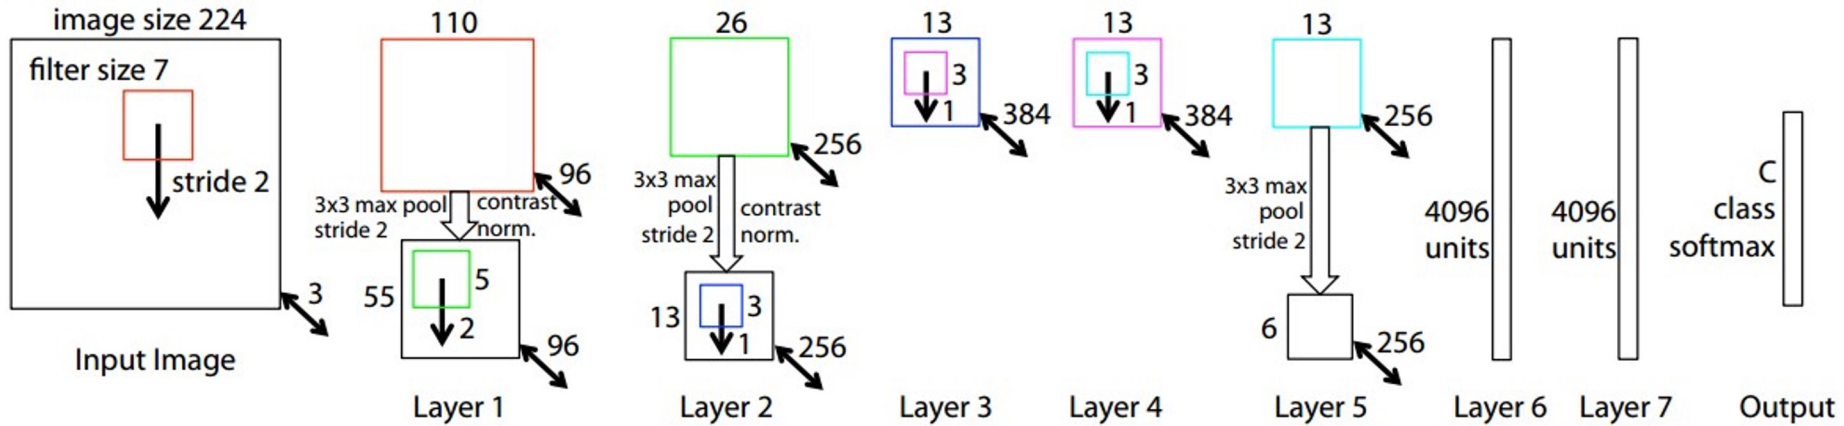 image size 224
filter size 7
stride 2
3
Input Image
110
96
3x3 max pool
stride 2
contrast
norm.
55
5
2
96
Layer 1
26
256
3x3 max
pool
stride 2
contrast
norm.
13
3
1
256
Layer 2
13
3
1
384
Layer 3
13
3
1
384
Layer 4
13
256
3x3 max
pool
stride 2
6
256
Layer 5
4096
units
Layer 6
4096
units
Layer 7
C
class
softmax
Output